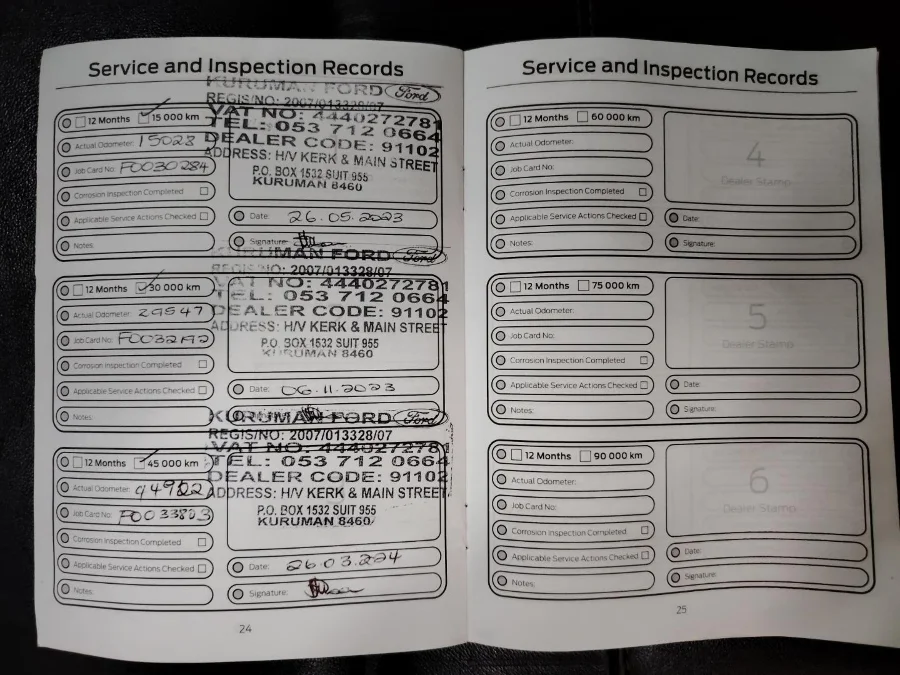 Service and Inspection Records
KURUMAN FORD Ford
REGIS/NO: 2007/013328/07
VAT NO: 4440272781
TEL: 053 712 0664
DEALER CODE: 91102
ADDRESS: H/V KERK & MAIN STREET
P.O. BOX 1532 SUIT 955
KURUMAN 8460
12 Months 15 000 km
Actual Odometer: 15028
Job Card No: F0030284
Corrosion Inspection Completed
Applicable Service Actions Checked
Notes:
Date: 26.05.2023
Signature:
KURUMAN FORD Ford
REGIS/NO: 2007/013328/07
VAT NO: 4440272781
TEL: 053 712 0664
DEALER CODE: 91102
ADDRESS: H/V KERK & MAIN STREET
P.O. BOX 1532 SUIT 955
KURUMAN 8460
12 Months 30 000 km
Actual Odometer: 29547
Job Card No:
Corrosion Inspection Completed
Applicable Service Actions Checked
Notes:
Date: 06.11.2023
KURUMAN FORD Ford
REGIS/NO: 2007/013328/07
VAT NO: 4440272781
TEL: 053 712 0664
DEALER CODE: 91102
ADDRESS: H/V KERK & MAIN STREET
P.O. BOX 1532 SUIT 955
KURUMAN 8460
12 Months 45 000 km
Actual Odometer:
Job Card No: F0033803
Corrosion Inspection Completed
Applicable Service Actions Checked
Notes:
Date: 26.03.2024
Signature:
24
Service and Inspection Records
12 Months 60 000 km
Actual Odometer:
Job Card No:
Corrosion Inspection Completed
Applicable Service Actions Checked
Notes:
4
Dealer Stamp
Date:
Signature:
12 Months 75 000 km
Actual Odometer:
Job Card No:
Corrosion Inspection Completed
Applicable Service Actions Checked
Notes:
5
Dealer Stamp
Date:
Signature:
12 Months 90 000 km
Actual Odometer:
Job Card No:
Corrosion Inspection Completed
Applicable Service Actions Checked
Notes:
6
Dealer Stamp
Date:
Signature:
25